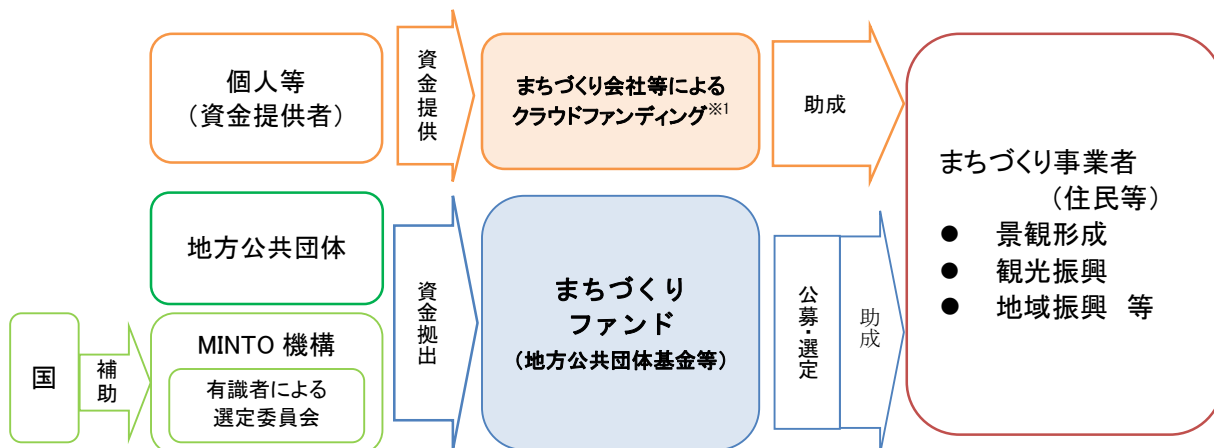 個人等
（資金提供者）
資金提供
まちづくり会社等による
クラウドファンディング※1
助成
まちづくり事業者
（住民等）
● 景観形成
● 観光振興
● 地域振興 等
地方公共団体
国
補助
MINTO 機構
有識者による
選定委員会
資金拠出
まちづくり
ファンド
（地方公共団体基金等）
公募・選定
助成